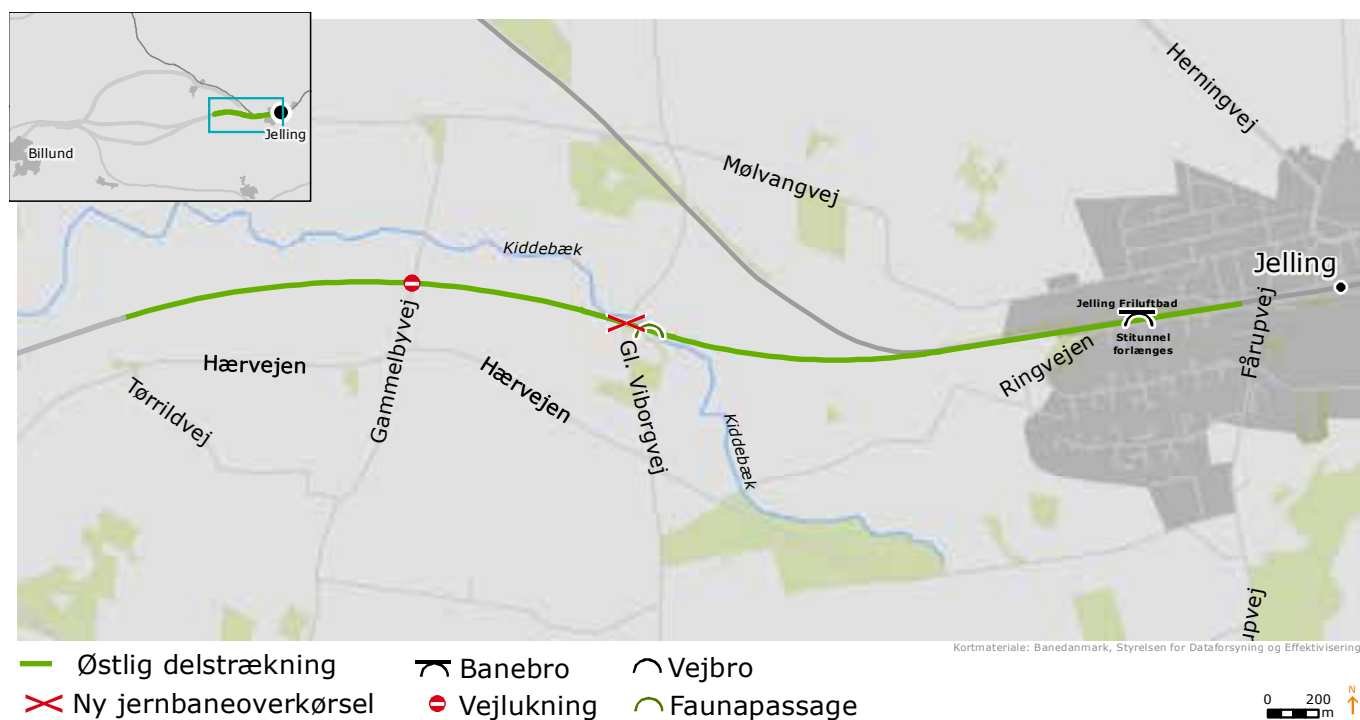 Billund
Jelling
Herningvej
Mølvangvej
Kiddebæk
Jelling
Jelling Friluftbad
Stitunnel
forlænges
Ringvejen
Fårupvej
Hærvejen
Hærvejen
Tørrildvej
Gammelbyvej
Gl. Viborgvej
Kiddebæk
upvej
Kortmateriale: Banedanmark, Styrelsen for Dataforsyning og Effektivisering
Østlig delstrækning
Banebro
Vejbro
Ny jernbaneoverkørsel
Vejlukning
Faunapassage
0 200
m
N